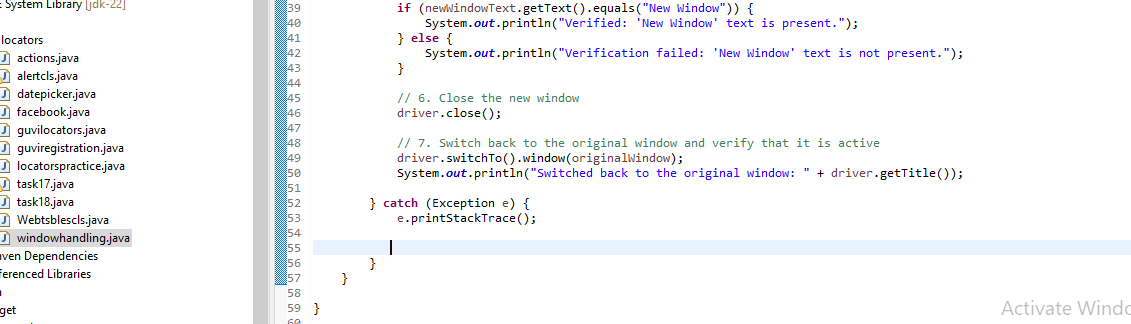 E System Library [jdk-22]
locators
actions.java
alertcls.java
datepicker.java
facebook.java
guvilocators.java
guviregistration.java
locatorspractice.java
task17.java
task18.java
Webtsblescls.java
windowhandling.java
ven Dependencies
ferenced Libraries
get
39 if (newWindowText.getText().equals("New Window")) {
40 System.out.println("Verified: 'New Window' text is present.");
41 } else {
42 System.out.println("Verification failed: 'New Window' text is not present.");
43 }
44
45 // 6. Close the new window
46 driver.close();
47
48 // 7. Switch back to the original window and verify that it is active
49 driver.switchTo().window(originalWindow);
50 System.out.println("Switched back to the original window: " + driver.getTitle());
51
52 } catch (Exception e) {
53 e.printStackTrace();
54
55
56 }
57 }
58
59 }
60
Activate Windo